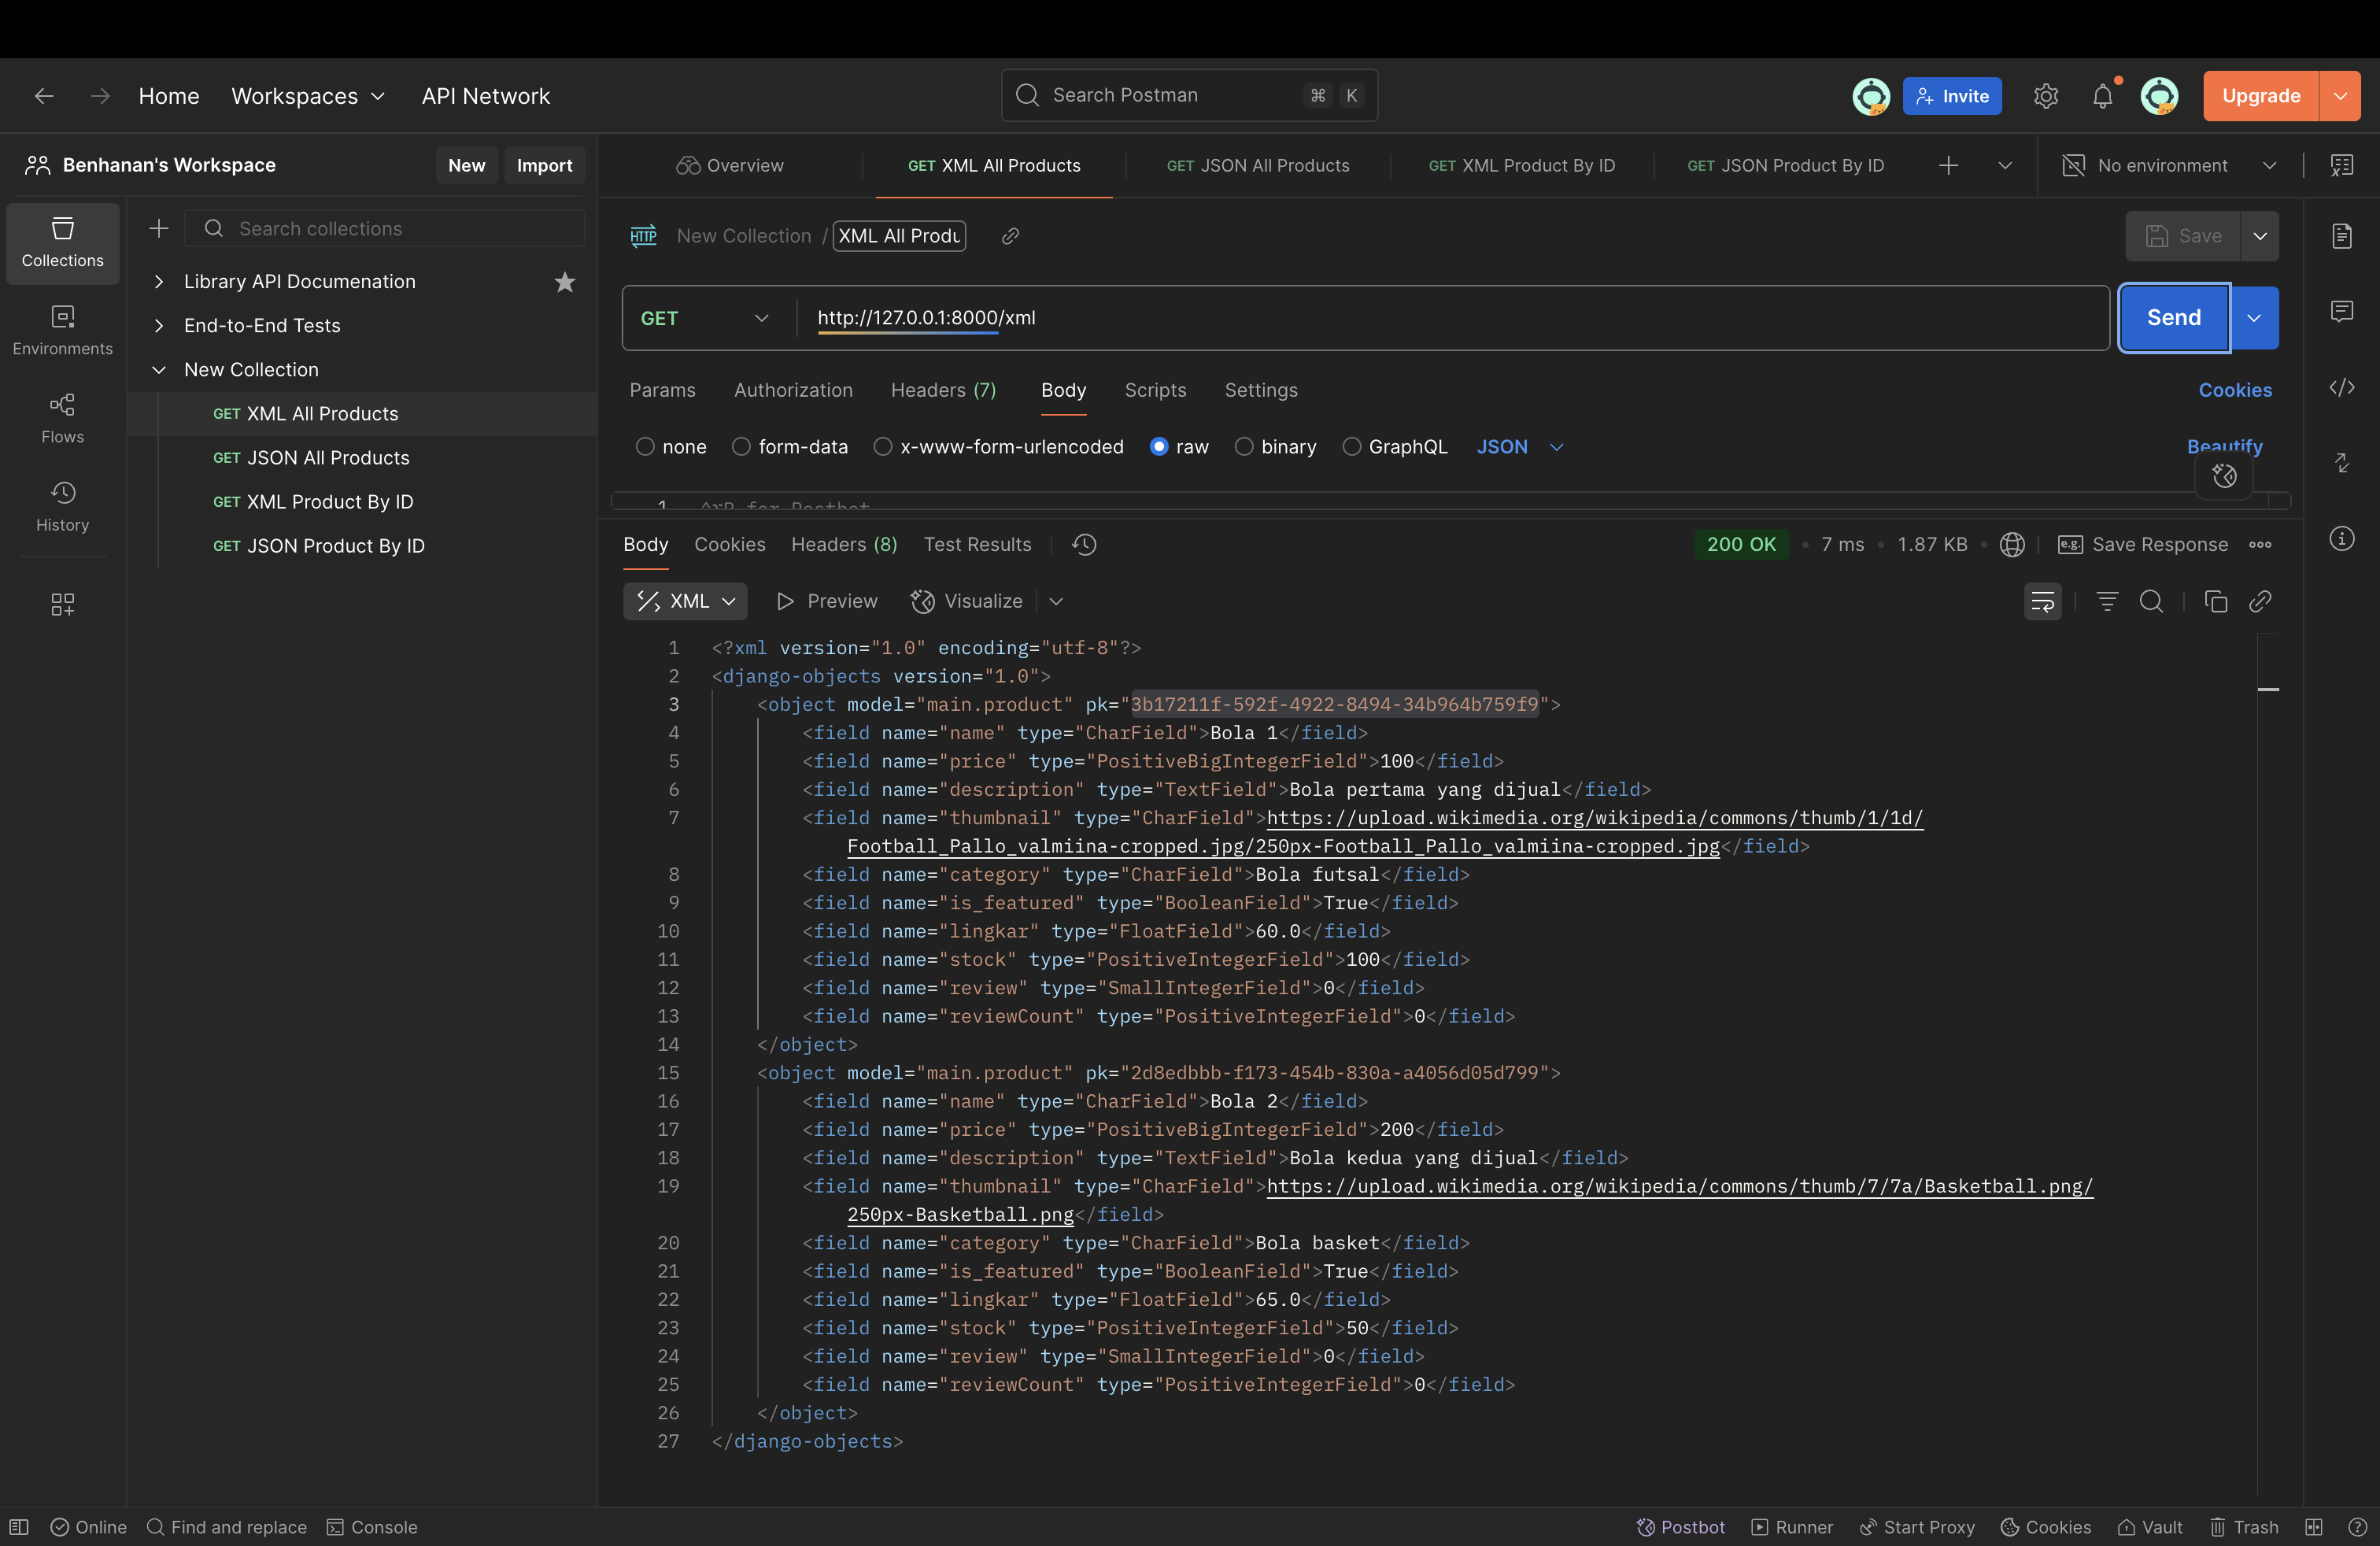 Home Workspaces API Network Search Postman ⌘ K Invite Upgrade
Benhanan's Workspace New Import
Overview GET XML All Products GET JSON All Products GET XML Product By ID GET JSON Product By ID No environment
Collections
Environments
Flows
History
Search collections
Library API Documenation
End-to-End Tests
New Collection
GET XML All Products
GET JSON All Products
GET XML Product By ID
GET JSON Product By ID
HTTP New Collection / XML All Produ Save
GET http://127.0.0.1:8000/xml Send
Params Authorization Headers (7) Body Scripts Settings Cookies
none form-data x-www-form-urlencoded raw binary GraphQL JSON Beautify
1 for Postbot
Body Cookies Headers (8) Test Results 200 OK • 7 ms • 1.87 KB • e.g. Save Response
XML Preview Visualize
1 <?xml version="1.0" encoding="utf-8"?>
2 <django-objects version="1.0">
3 <object model="main.product" pk="3b17211f-592f-4922-8494-34b964b759f9">
4 <field name="name" type="CharField">Bola 1</field>
5 <field name="price" type="PositiveBigIntegerField">100</field>
6 <field name="description" type="TextField">Bola pertama yang dijual</field>
7 <field name="thumbnail" type="CharField">https://upload.wikimedia.org/wikipedia/commons/thumb/1/1d/
Football_Pallo_valmiina-cropped.jpg/250px-Football_Pallo_valmiina-cropped.jpg</field>
8 <field name="category" type="CharField">Bola futsal</field>
9 <field name="is_featured" type="BooleanField">True</field>
10 <field name="lingkar" type="FloatField">60.0</field>
11 <field name="stock" type="PositiveIntegerField">100</field>
12 <field name="review" type="SmallIntegerField">0</field>
13 <field name="reviewCount" type="PositiveIntegerField">0</field>
14 </object>
15 <object model="main.product" pk="2d8edbbb-f173-454b-830a-a4056d05d799">
16 <field name="name" type="CharField">Bola 2</field>
17 <field name="price" type="PositiveBigIntegerField">200</field>
18 <field name="description" type="TextField">Bola kedua yang dijual</field>
19 <field name="thumbnail" type="CharField">https://upload.wikimedia.org/wikipedia/commons/thumb/7/7a/Basketball.png/
250px-Basketball.png</field>
20 <field name="category" type="CharField">Bola basket</field>
21 <field name="is_featured" type="BooleanField">True</field>
22 <field name="lingkar" type="FloatField">65.0</field>
23 <field name="stock" type="PositiveIntegerField">50</field>
24 <field name="review" type="SmallIntegerField">0</field>
25 <field name="reviewCount" type="PositiveIntegerField">0</field>
26 </object>
27 </django-objects>
Online Find and replace Console Postbot Runner Start Proxy Cookies Vault Trash